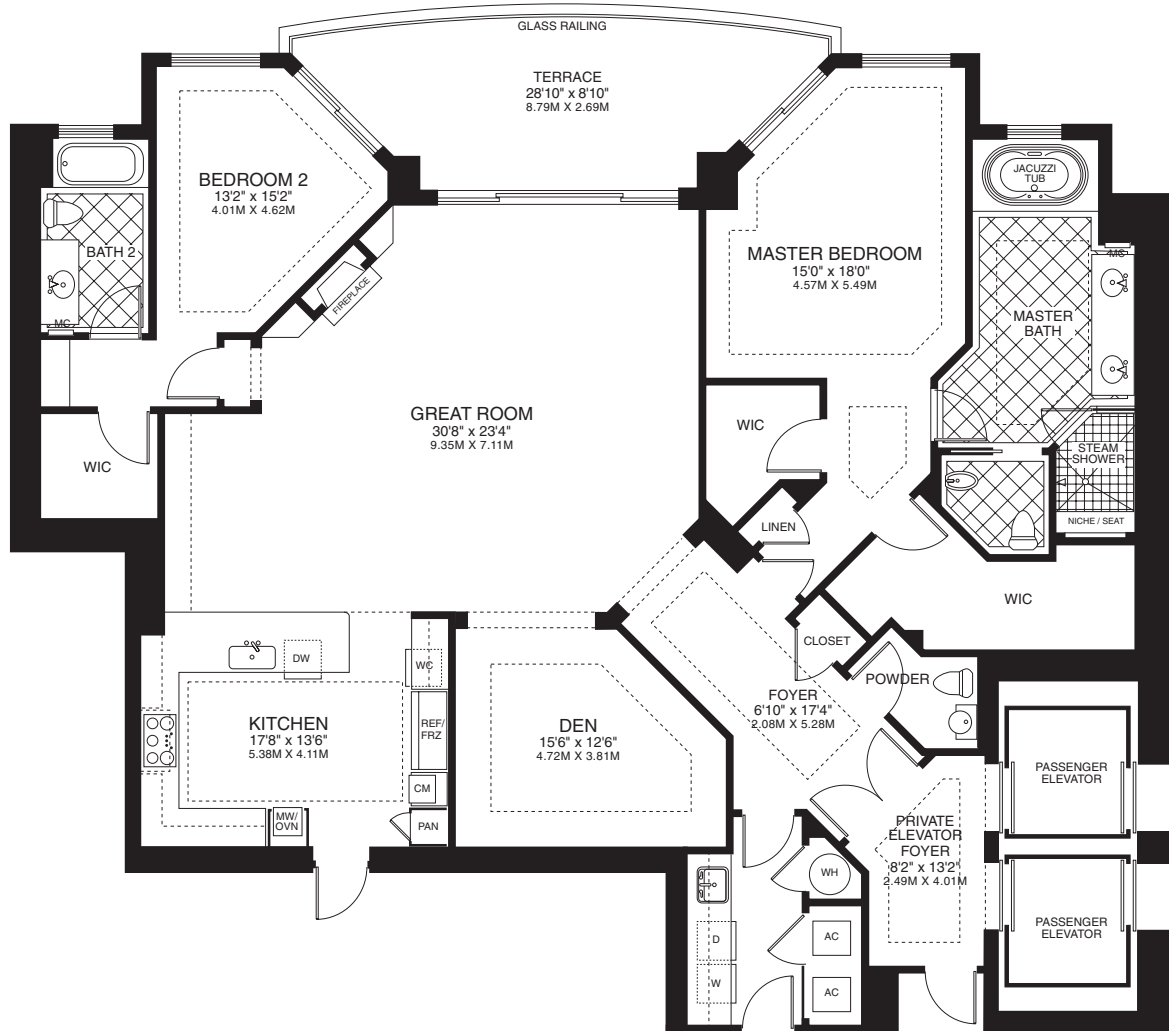 GLASS RAILING
TERRACE
28'10" x 8'10"
8.79M X 2.69M
BEDROOM 2
13'2" x 15'2"
4.01M X 4.62M
BATH 2
MC
FIREPLACE
MASTER BEDROOM
15'0" x 18'0"
4.57M X 5.49M
JACUZZI
TUB
MC
MASTER
BATH
GREAT ROOM
30'8" x 23'4"
9.35M X 7.11M
WIC
WIC
STEAM
SHOWER
NICHE / SEAT
LINEN
WIC
CLOSET
POWDER
FOYER
6'10" x 17'4"
2.08M X 5.28M
DW
WC
KITCHEN
17'8" x 13'6"
5.38M X 4.11M
REF/
FRZ
CM
MW/
OVN
PAN
DEN
15'6" x 12'6"
4.72M X 3.81M
PASSENGER
ELEVATOR
PRIVATE
ELEVATOR
FOYER
8'2" x 13'2"
2.49M X 4.01M
WH
PASSENGER
ELEVATOR
D
AC
W
AC